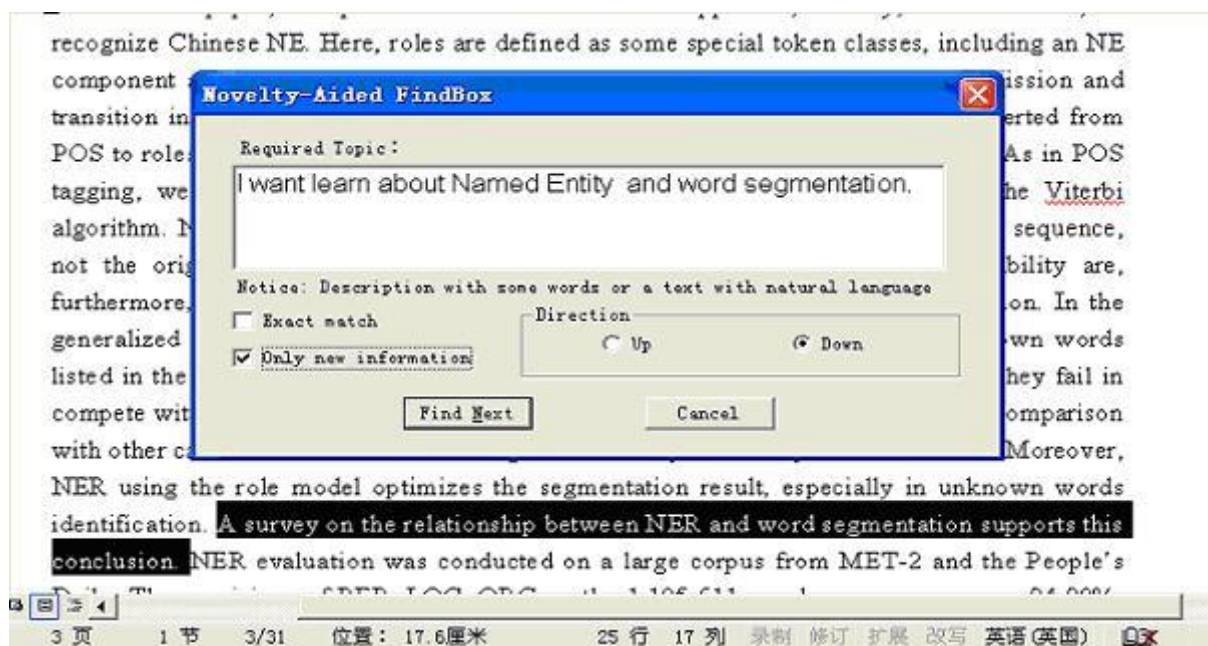 recognize Chinese NE. Here, roles are defined as some special token classes, including an NE
component
ission and
Novelty-Aided FindBox
transition in
erted from
Required Topic:
POS to role
As in POS
I want learn about Named Entity and word segmentation.
tagging, we
he Viterbi
algorithm.
sequence,
not the orig
bility are,
Notice: Description with some words or a text with natural language
furthermore,
on. In the
Exact match
Direction
generalized
Up
Down
wn words
Only new information
listed in the
hey fail in
Find Next
Cancel
compete wit
omparison
with other ca
Moreover,
NER using the role model optimizes the segmentation result, especially in unknown words
identification. A survey on the relationship between NER and word segmentation supports this
conclusion. NER evaluation was conducted on a large corpus from MET-2 and the People's
3 页 1 节 3/31 位置: 17.6厘米 25 行 17 列 录制 修订 扩展 改写 英语(英国)